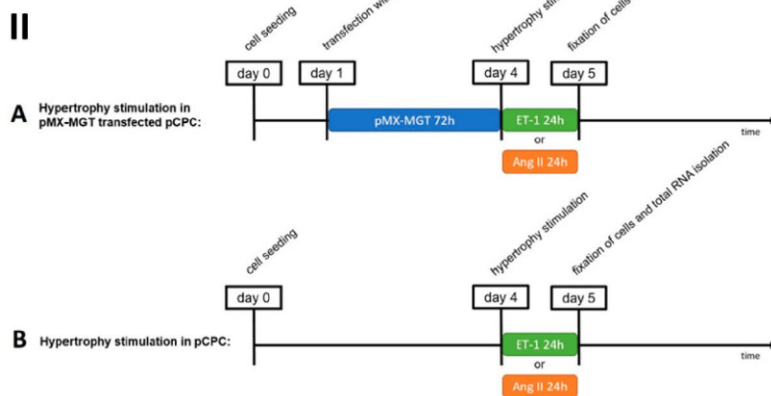 II
cell seeding
transfection
hypertrophy
fixation of cells
day 0
day 1
day 4
day 5
A
Hypertrophy stimulation in
pMX-MGT transfected pCPC:
pMX-MGT 72h
ET-1 24h
or
Ang II 24h
time
cell seeding
hypertrophy stimulation
fixation of cells and total RNA isolation
day 0
day 4
day 5
B
Hypertrophy stimulation in pCPC:
ET-1 24h
or
Ang II 24h
time